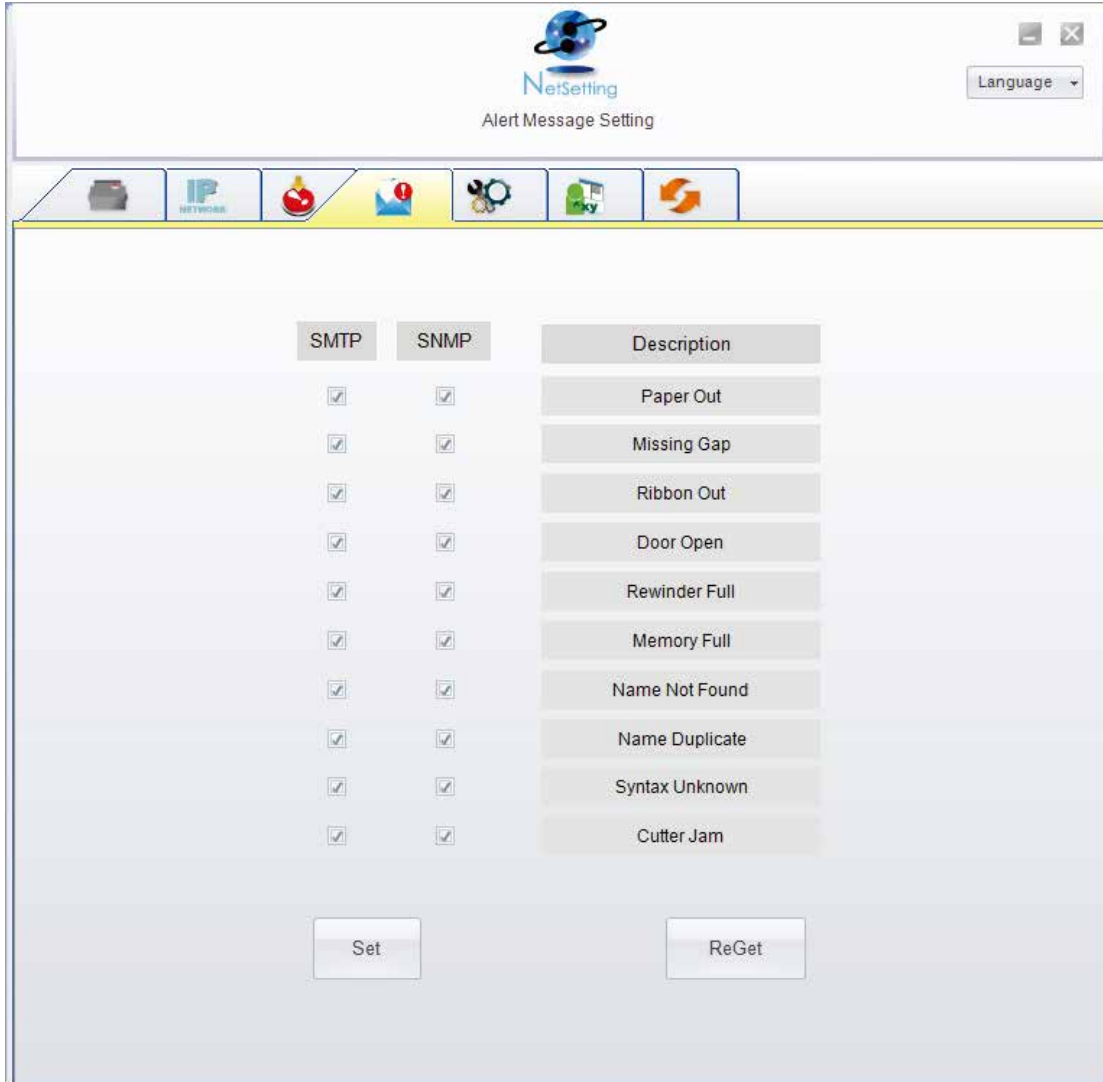 NetSetting
Language
Alert Message Setting
IP
NETWORK
xy
SMTP SNMP Description
Paper Out
Missing Gap
Ribbon Out
Door Open
Rewinder Full
Memory Full
Name Not Found
Name Duplicate
Syntax Unknown
Cutter Jam
Set ReGet